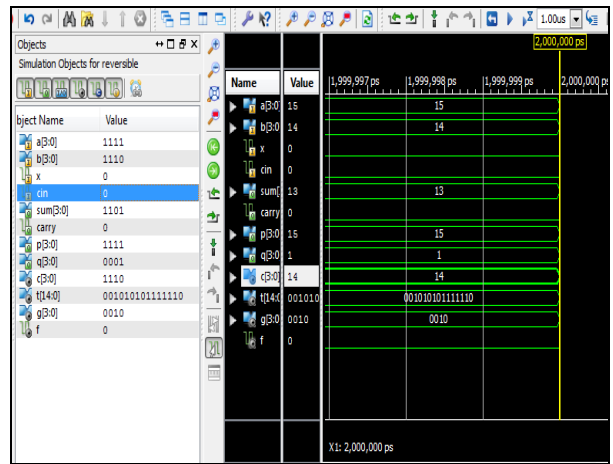 1.00us
Objects
Simulation Objects for reversible
bject Name Value
a[3:0] 1111
b[3:0] 1110
x 0
cin 0
sum[3:0] 1101
carry 0
p[3:0] 1111
q[3:0] 0001
c[3:0] 1110
t[14:0] 001010101111110
g[3:0] 0010
f 0
2,000,000 ps
Name Value
1,999,997 ps 1,999,998 ps 1,999,999 ps 2,000,000 p
a[3:0 15 15
b[3:0 14 14
x 0
cin 0
sum[ 13 13
carry 0
p[3:0 15 15
q[3:0 1 1
c[3:0] 14 14
t[14:0 001010 001010101111110
g[3:0 0010 0010
f 0
X1: 2,000,000 ps